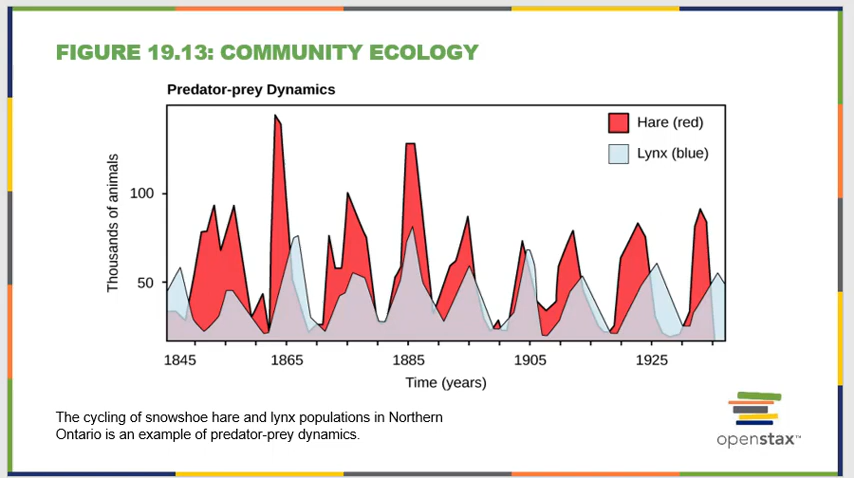 FIGURE 19.13: COMMUNITY ECOLOGY
Predator-prey Dynamics
Hare (red)
Lynx (blue)
Thousands of animals
100
50
1845 1865 1885 1905 1925
Time (years)
The cycling of snowshoe hare and lynx populations in Northern
Ontario is an example of predator-prey dynamics.
openstax™